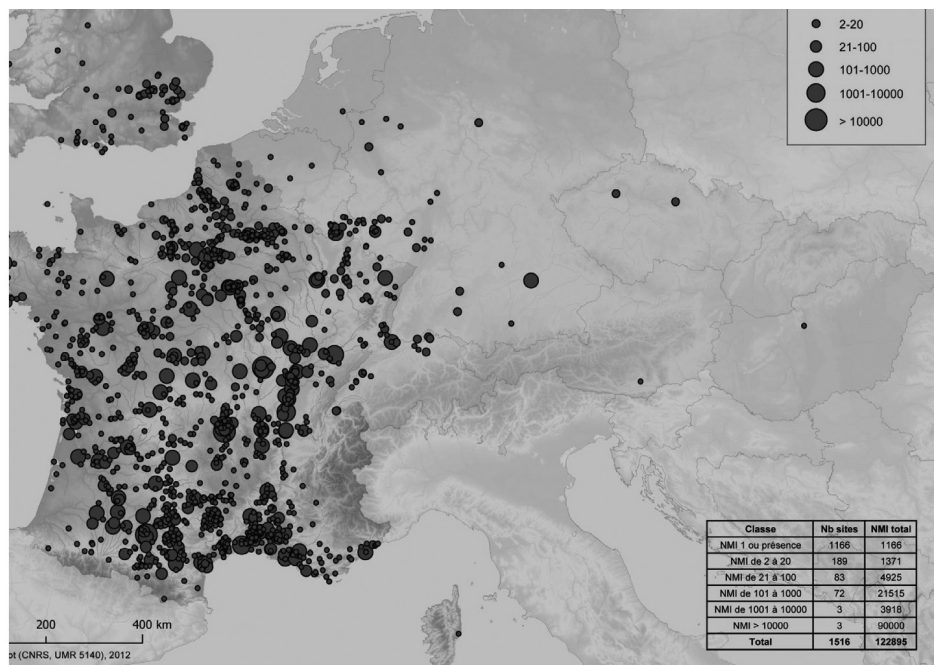 2-20
21-100
101-1000
1001-10000
> 10000
Classe Nb sites NMI total
NMI 1 ou présence 1166 1166
NMI de 2 à 20 189 1371
NMI de 21 à 100 83 4925
NMI de 101 à 1000 72 21515
NMI de 1001 à 10000 3 3918
NMI > 10000 3 90000
Total 1516 122895
200 400 km
ot (CNRS, UMR 5140), 2012